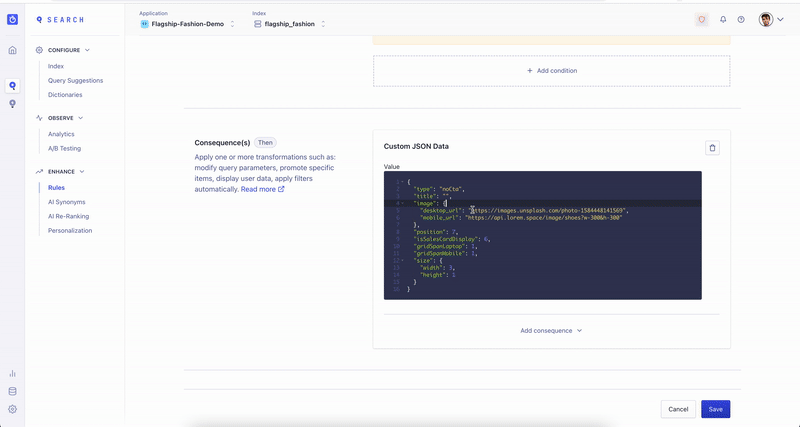 Application
Index
SEARCH
Flagship-Fashion-Demo
flagship_fashion
CONFIGURE
Index
Query Suggestions
Dictionaries
OBSERVE
Analytics
A/B Testing
ENHANCE
Rules
AI Synonyms
AI Re-Ranking
Personalization
+ Add condition
Consequence(s) Then
Apply one or more transformations such as:
modify query parameters, promote specific
items, display user data, apply filters
automatically. Read more
Custom JSON Data
Value
1 {
2 "type": "noCta",
3 "title": "",
4 "image": {
5 "desktop_url": "https://images.unsplash.com/photo-1584448141569",
6 "mobile_url": "https://api.lorem.space/image/shoes?w=300&h=300"
7 },
8 "position": 7,
9 "isSalesCardDisplay": 6,
10 "gridSpanLaptop": 1,
11 "gridSpanMobile": 1,
12 "size": {
13 "width": 3,
14 "height": 1
15 }
16 }
Add consequence
Cancel
Save